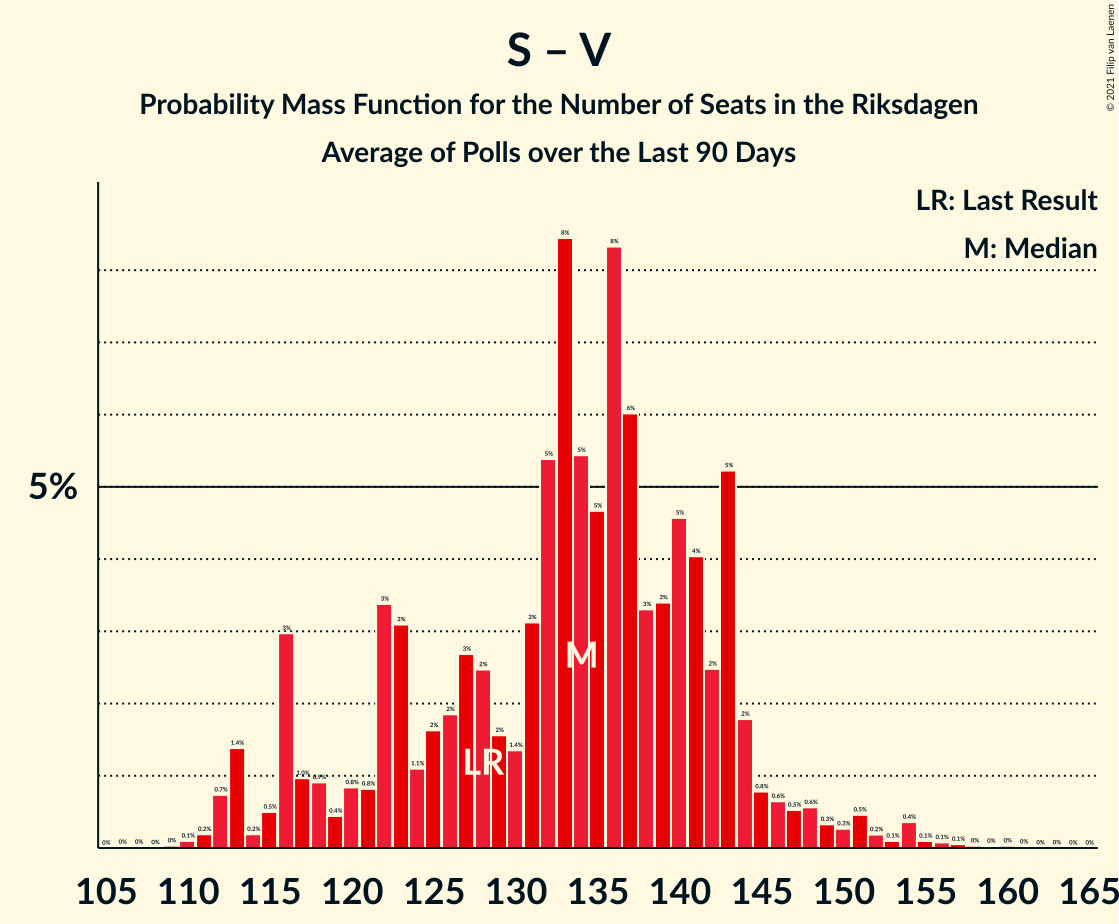 © 2021 Filip van Laenen
S – V
Probability Mass Function for the Number of Seats in the Riksdagen
Average of Polls over the Last 90 Days
LR: Last Result
M: Median
5%
0% 0% 0% 0% 0% 0.1% 0.2% 0.7% 1.4% 0.2% 0.5% 3% 1.0% 0.9% 0.4% 0.8% 0.8% 3% 3% 1.1% 2% 2% 3% 2% 2% 1.4% 3% 5% 8% 5% 5% 8% 6% 3% 3% 5% 4% 2% 5% 2% 0.8% 0.6% 0.5% 0.6% 0.3% 0.3% 0.5% 0.2% 0.1% 0.4% 0.1% 0.1% 0.1% 0% 0% 0% 0% 0% 0% 0% 0%
M
LR
105 110 115 120 125 130 135 140 145 150 155 160 165